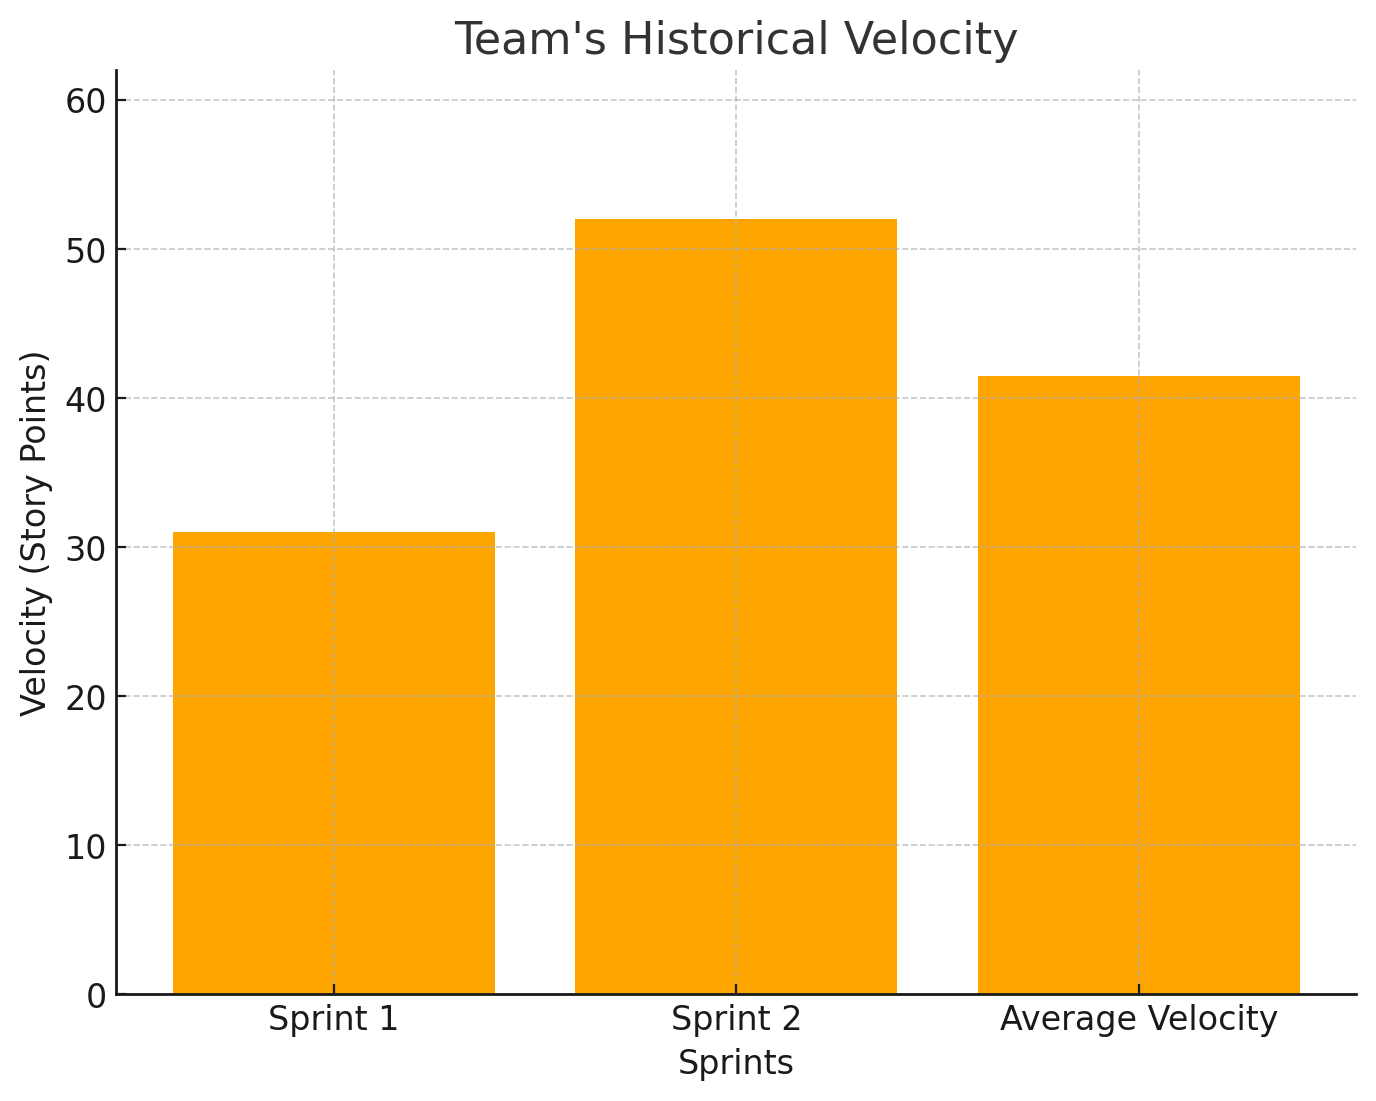 Team's Historical Velocity
Velocity (Story Points)
60
50
40
30
20
10
0
Sprint 1 Sprint 2 Average Velocity
Sprints